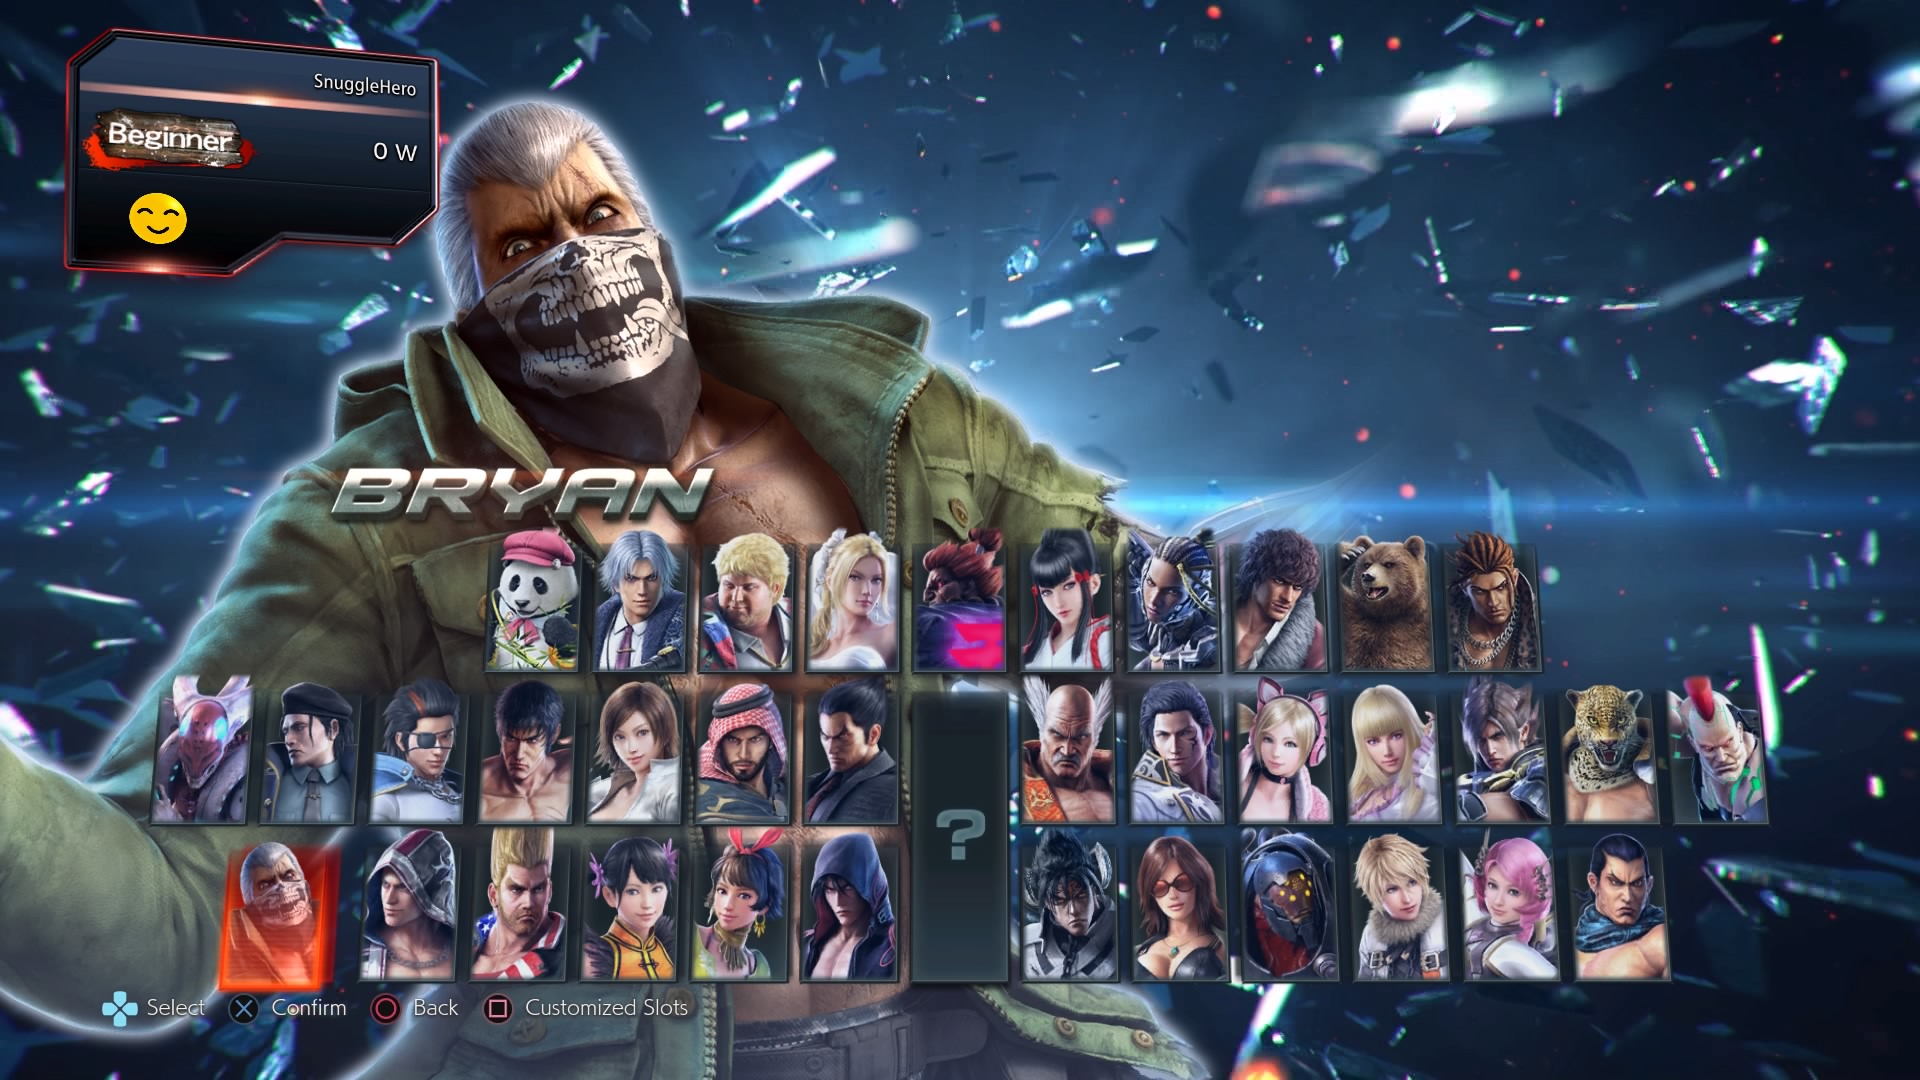 SnuggleHero
Beginner
0 W
BRYAN
?
Select
Confirm
Back
Customized Slots